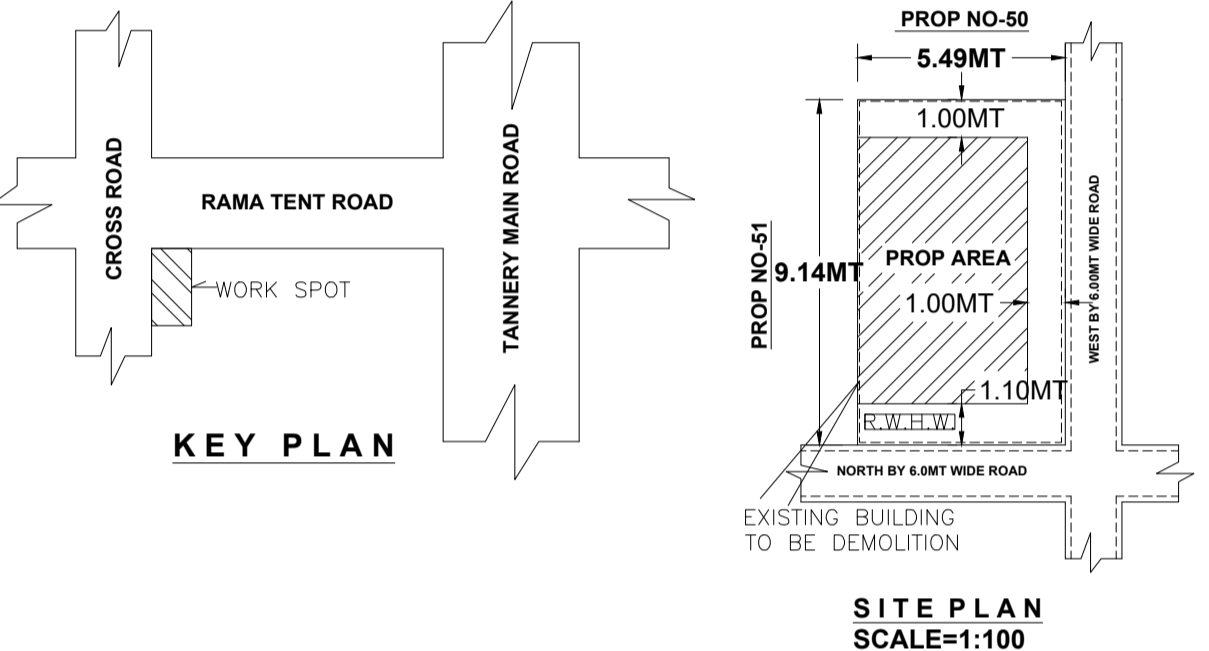 CROSS ROAD
RAMA TENT ROAD
TANNERY MAIN ROAD
WORK SPOT
KEY PLAN
PROP NO-50
5.49MT
1.00MT
PROP NO-51
9.14MT
PROP AREA
1.00MT
WEST BY 6.00MT WIDE ROAD
1.10MT
R.W.H.W.
NORTH BY 6.0MT WIDE ROAD
EXISTING BUILDING
TO BE DEMOLITION
SITE PLAN
SCALE=1:100